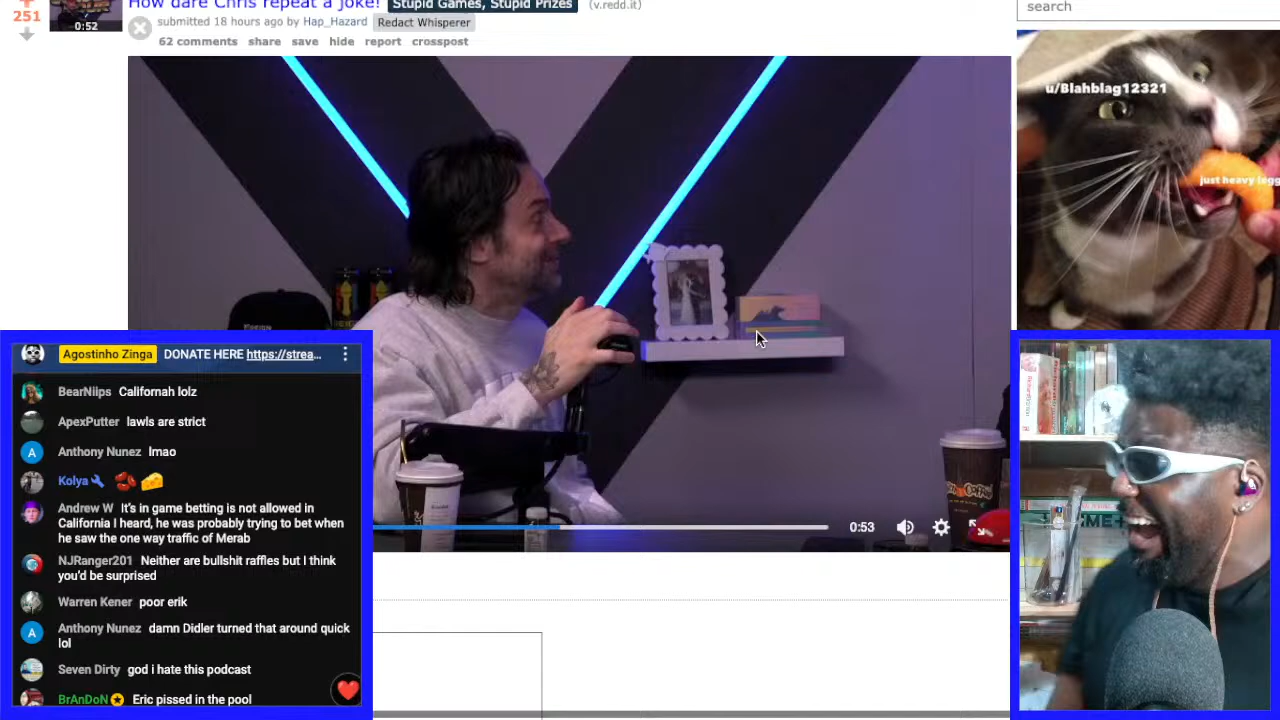 How dare Chris repeat a Joke! Stupid Games, Stupid Prizes (v.redd.it)
251
0:52
submitted 18 hours ago by Hap_Hazard Redact Whisperer
62 comments share save hide report crosspost
search
u/Blahblag12321
just heavy legg
0:53
Agostinho Zinga DONATE HERE https://strea...
BearNiips Californah lolz
ApexPutter lawls are strict
Anthony Nunez lmao
Kolya
Andrew W It's in game betting is not allowed in
California I heard, he was probably trying to bet when
he saw the one way traffic of Merab
NJRanger201 Neither are bullshit raffles but I think
you'd be surprised
Warren Kener poor erik
Anthony Nunez damn Didler turned that around quick
lol
Seven Dirty god i hate this podcast
BrAnDoN Eric pissed in the pool